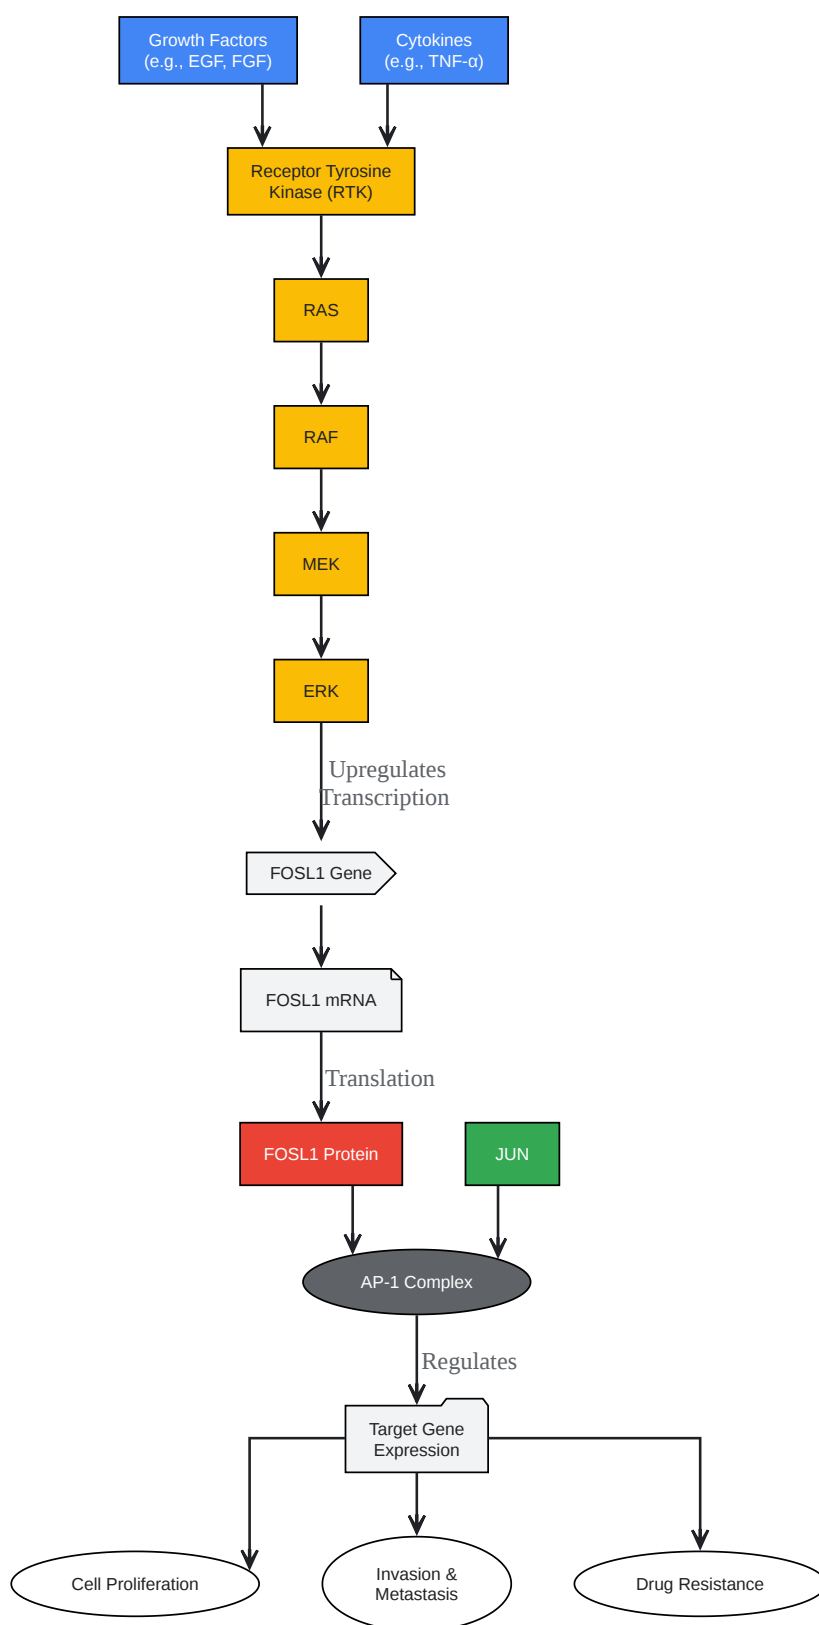 Growth Factors
(e.g., EGF, FGF)
Cytokines
(e.g., TNF-α)
Receptor Tyrosine
Kinase (RTK)
RAS
RAF
MEK
ERK
Upregulates
Transcription
FOSL1 Gene
FOSL1 mRNA
Translation
FOSL1 Protein
JUN
AP-1 Complex
Regulates
Target Gene
Expression
Cell Proliferation
Invasion &
Metastasis
Drug Resistance